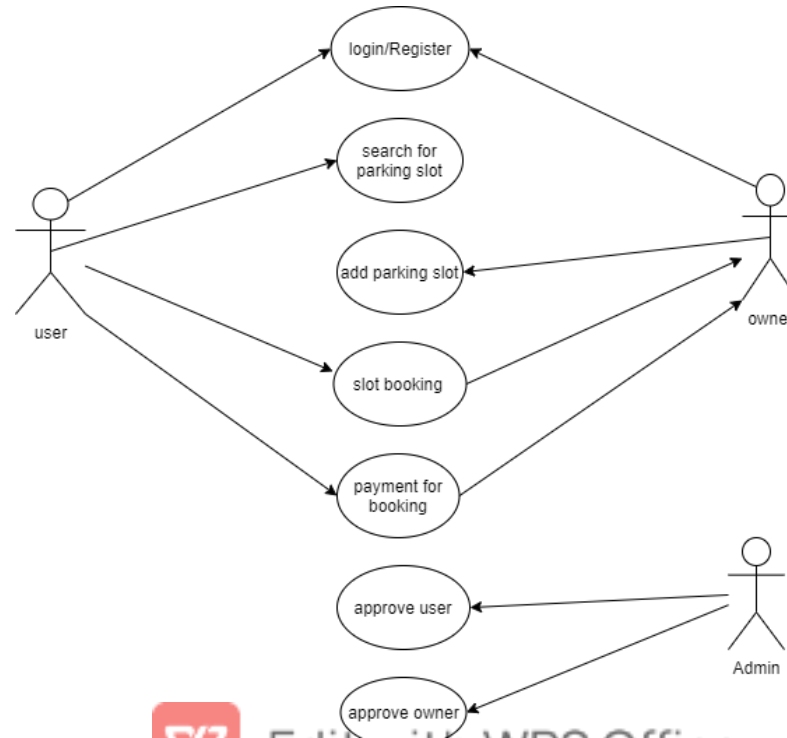 login/Register
search for
parking slot
add parking slot
user
owne
slot booking
payment for
booking
approve user
Admin
approve owner